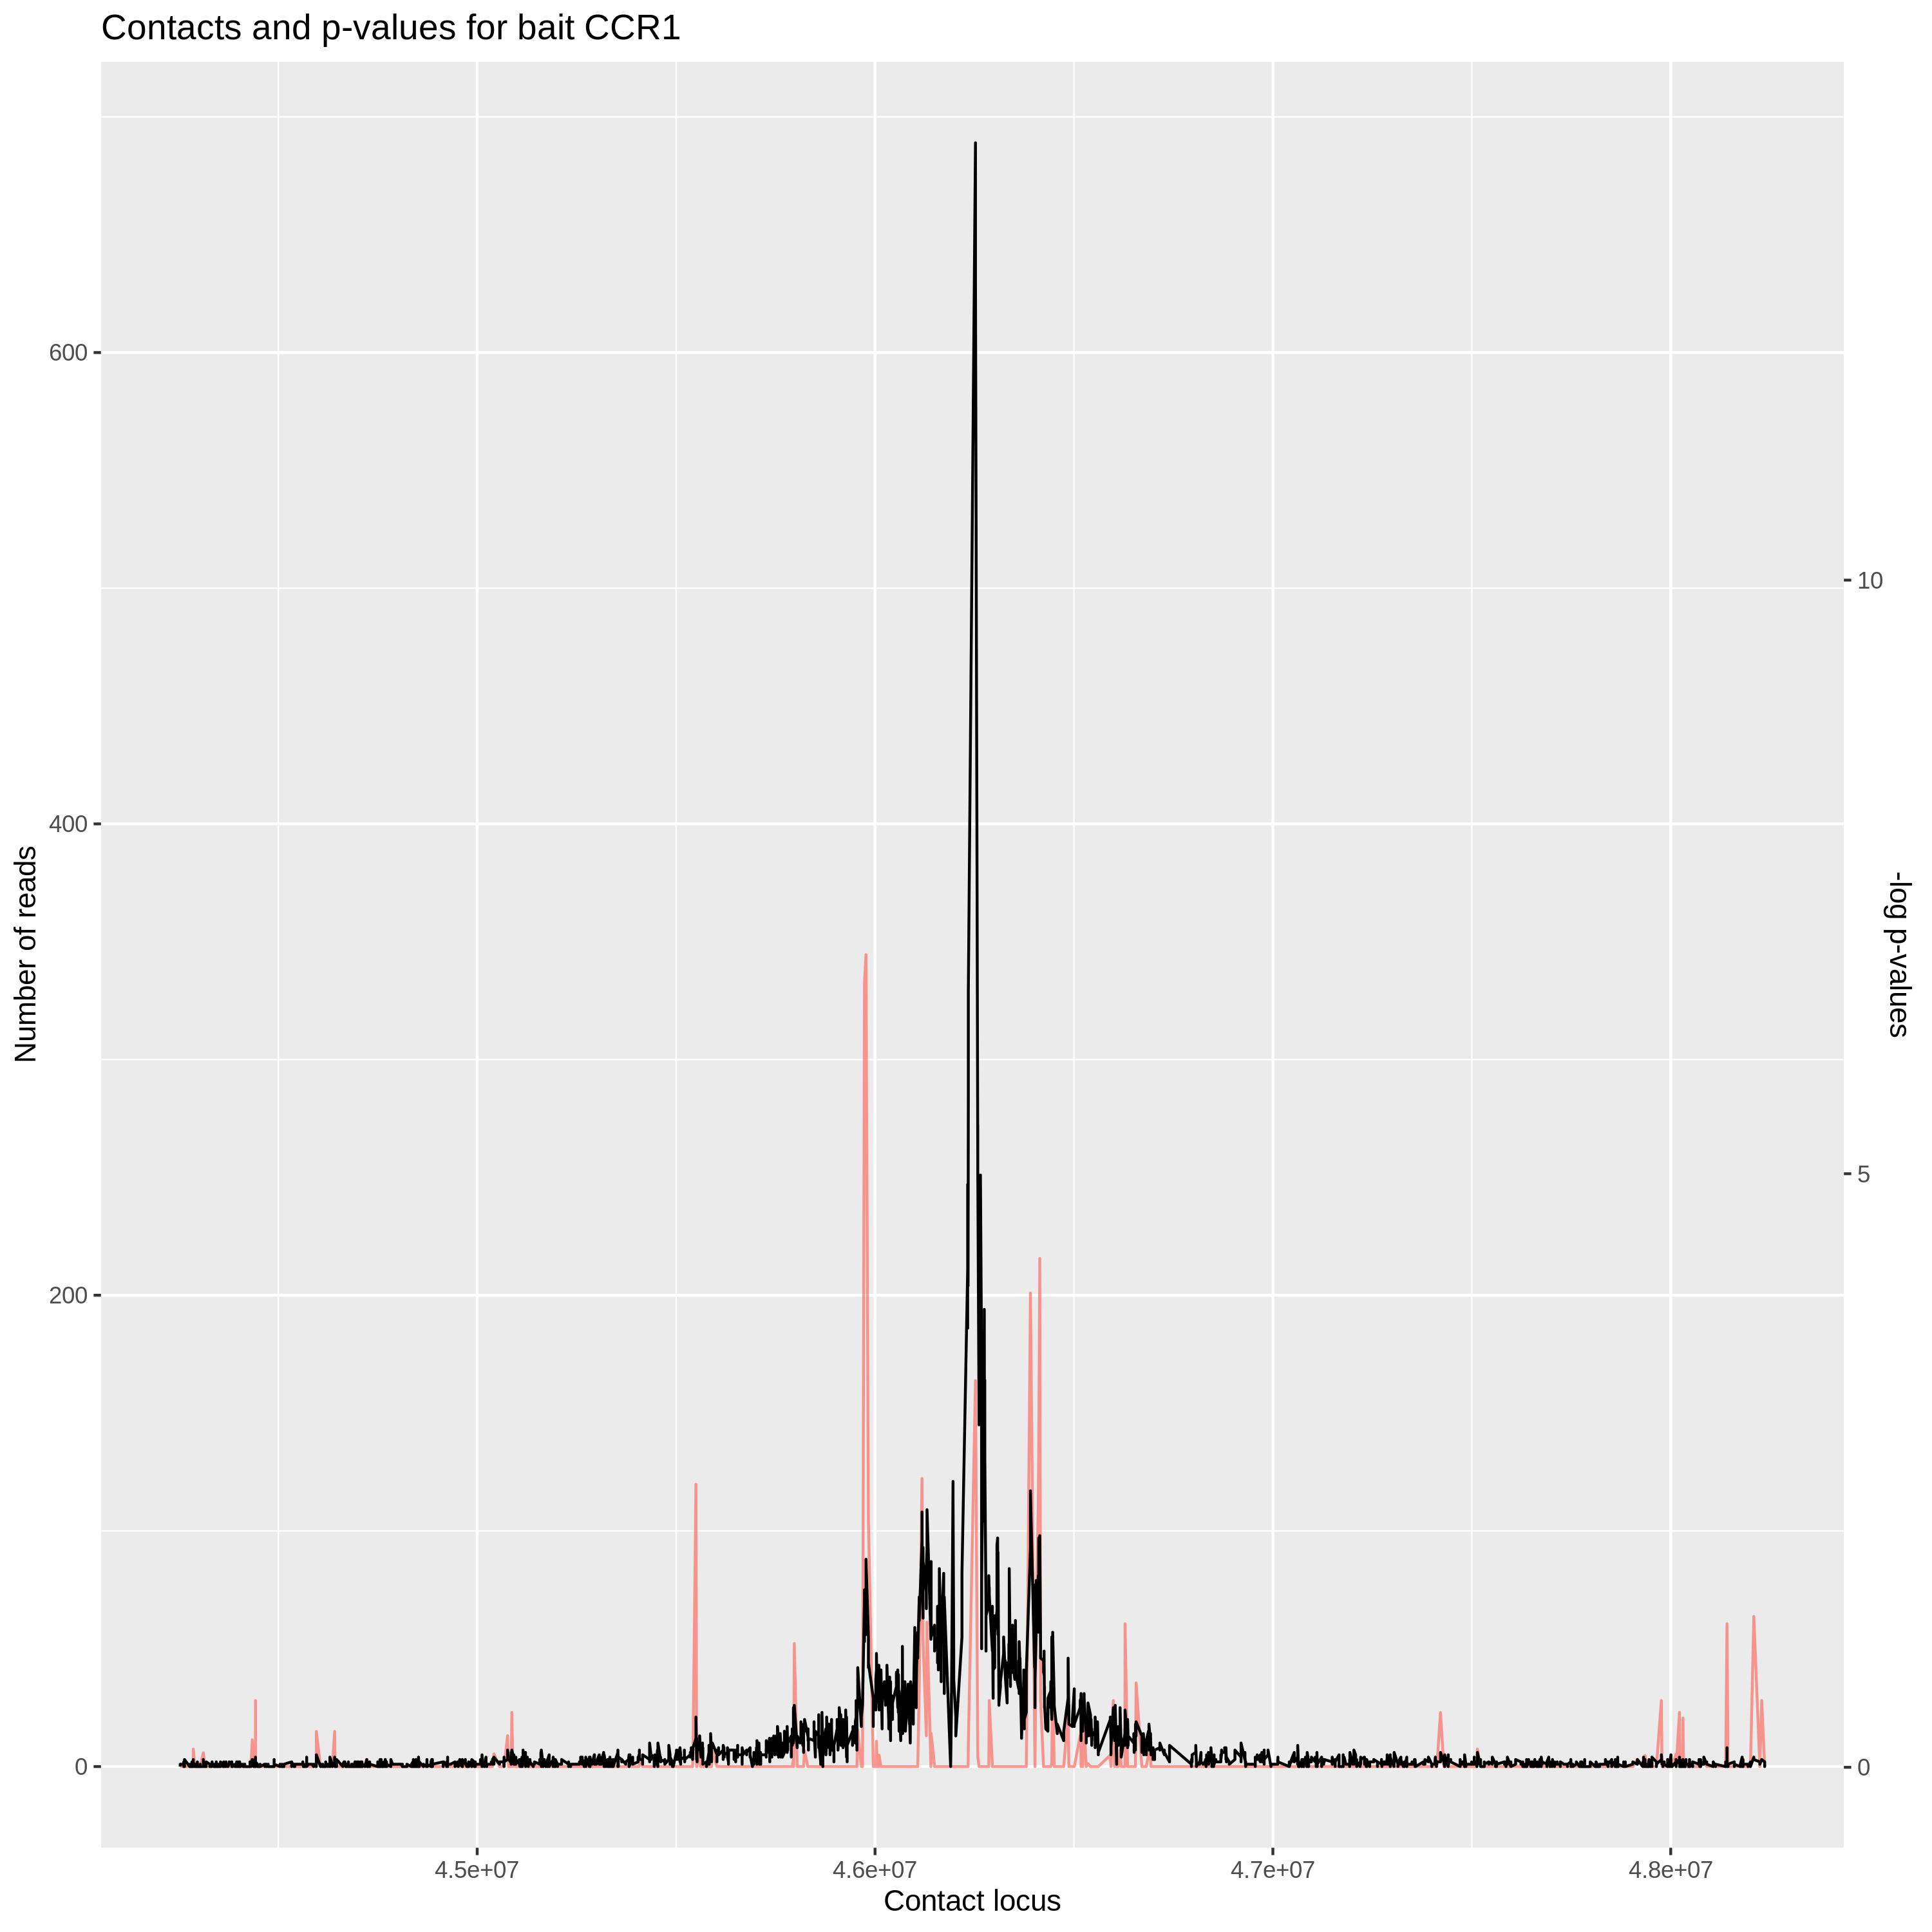 Contacts and p-values for bait CCR1
600
400
200
0
Number of reads
10
5
0
-log p-values
4.5e+07
4.6e+07
4.7e+07
4.8e+07
Contact locus